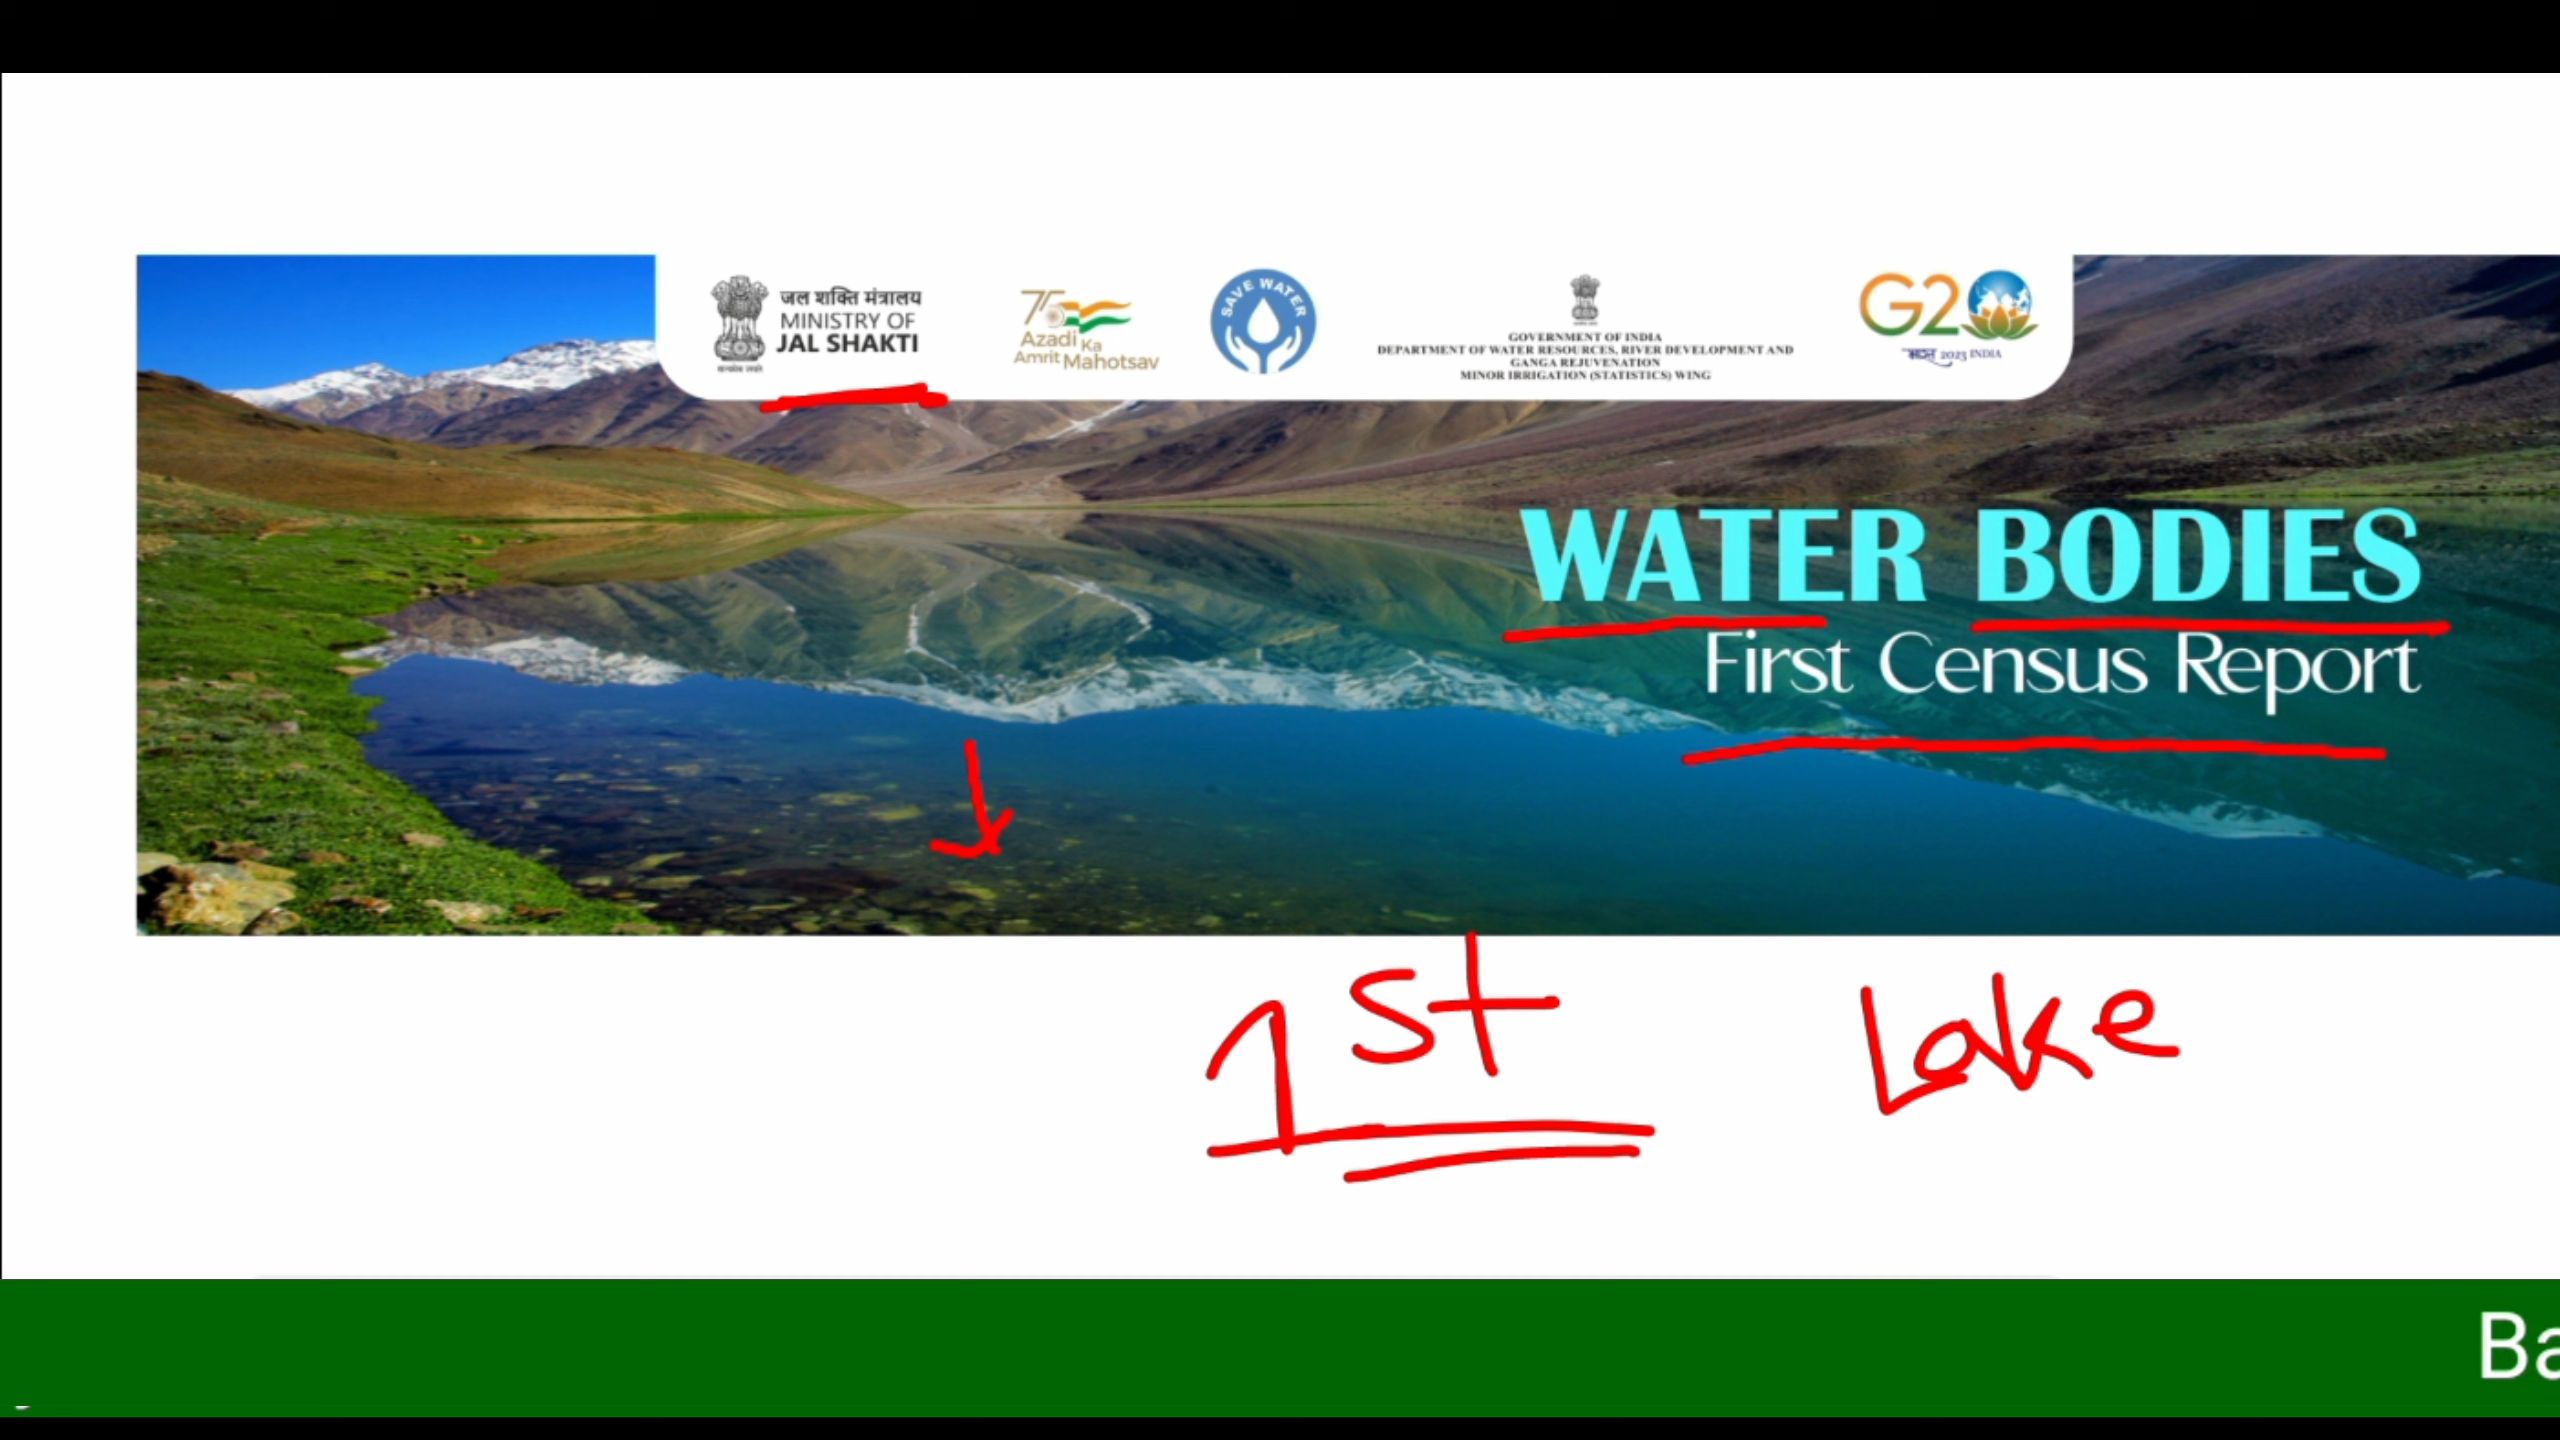 जल शक्ति मंत्रालय
MINISTRY OF
JAL SHAKTI
75
Azadi Ka
Amrit Mahotsav
SAVE WATER
GOVERNMENT OF INDIA
DEPARTMENT OF WATER RESOURCES, RIVER DEVELOPMENT AND
GANGA REJUVENATION
MINOR IRRIGATION (STATISTICS) WING
G20
भारत 2023 INDIA
WATER BODIES
First Census Report
1st Lake
Ba